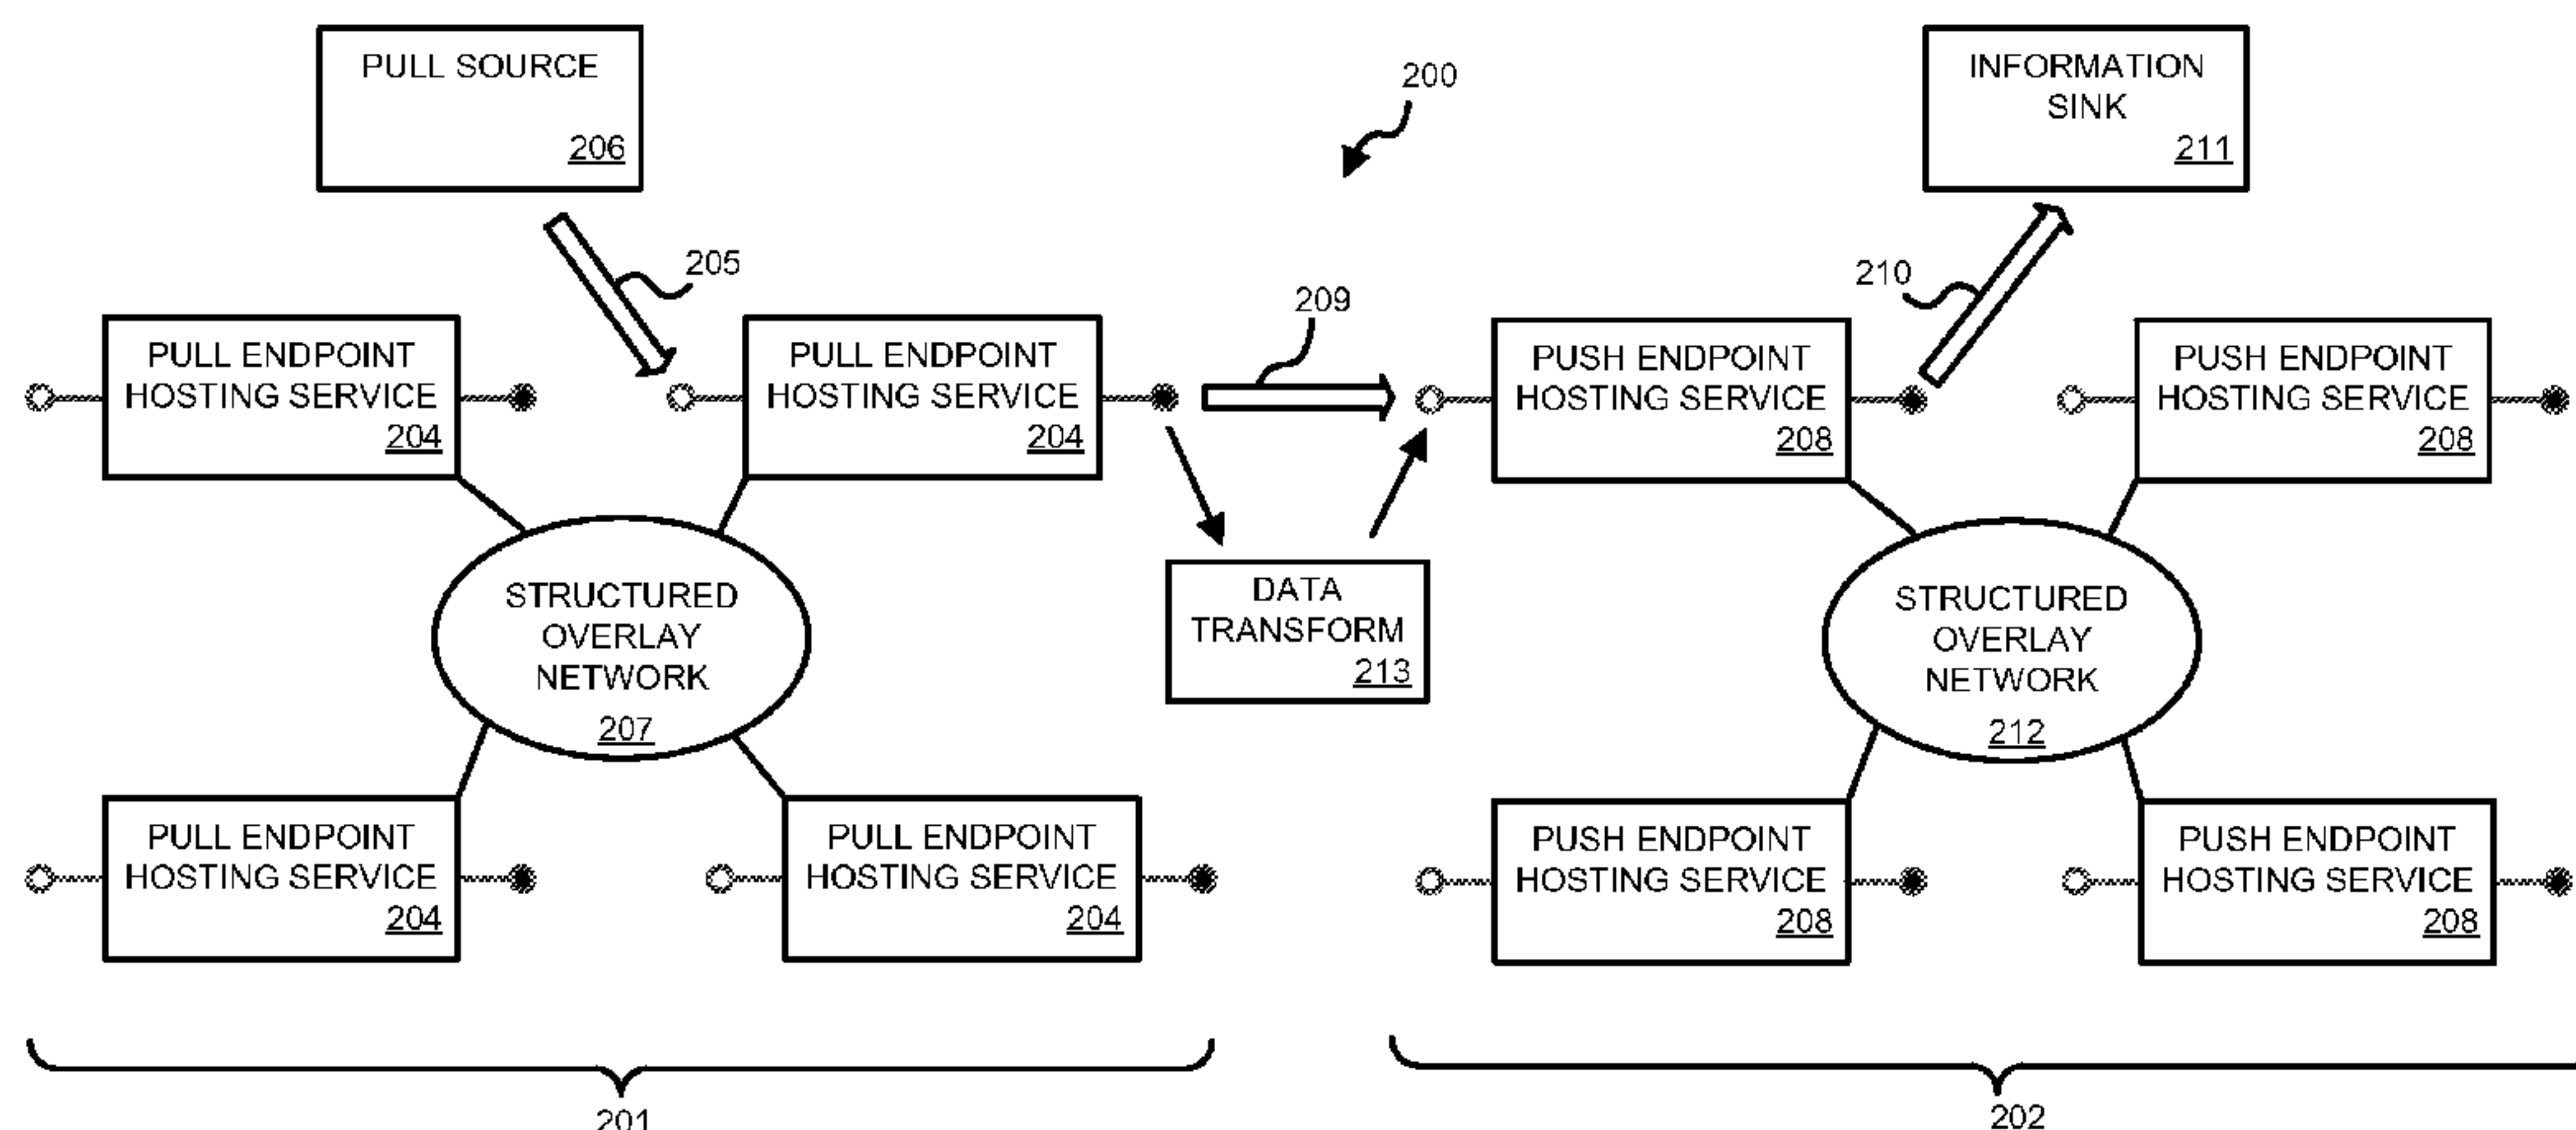 PULL SOURCE
206
200
INFORMATION
SINK
211
205
210
209
PULL ENDPOINT
HOSTING SERVICE
204
PULL ENDPOINT
HOSTING SERVICE
204
PUSH ENDPOINT
HOSTING SERVICE
208
PUSH ENDPOINT
HOSTING SERVICE
208
STRUCTURED
OVERLAY
NETWORK
207
DATA
TRANSFORM
213
STRUCTURED
OVERLAY
NETWORK
212
PULL ENDPOINT
HOSTING SERVICE
204
PULL ENDPOINT
HOSTING SERVICE
204
PUSH ENDPOINT
HOSTING SERVICE
208
PUSH ENDPOINT
HOSTING SERVICE
208
201
202